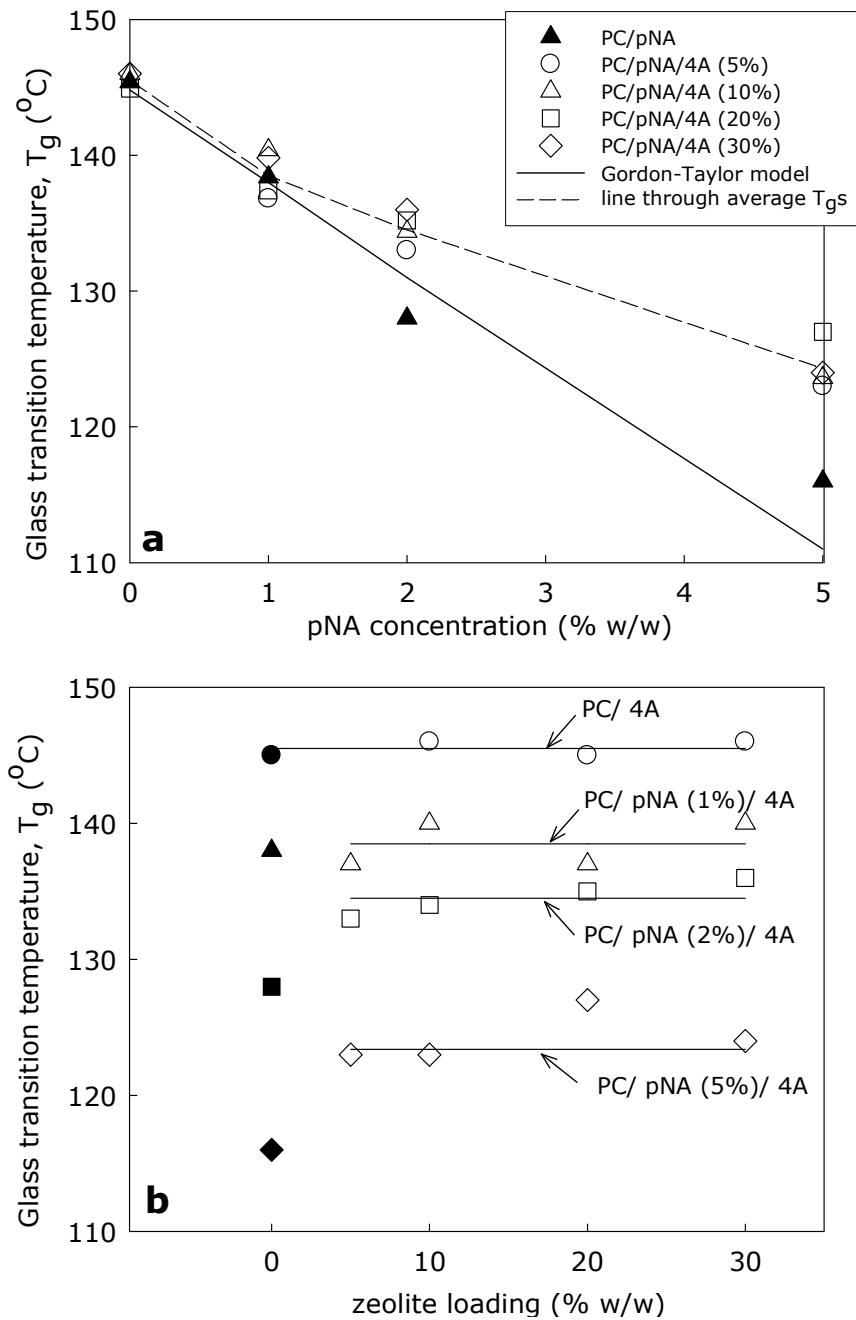 150
140
130
120
110
Glass transition temperature, Tg (oC)
PC/pNA
PC/pNA/4A (5%)
PC/pNA/4A (10%)
PC/pNA/4A (20%)
PC/pNA/4A (30%)
Gordon-Taylor model
line through average Tgs
a
0 1 2 3 4 5
pNA concentration (% w/w)
150
140
130
120
110
Glass transition temperature, Tg (oC)
PC/ 4A
PC/ pNA (1%)/ 4A
PC/ pNA (2%)/ 4A
PC/ pNA (5%)/ 4A
b
0 10 20 30
zeolite loading (% w/w)